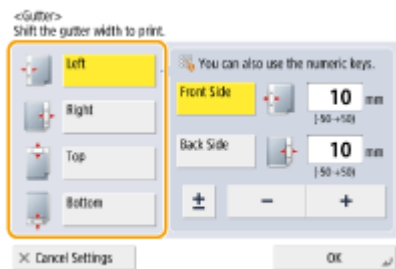 <Gutter>
Shift the gutter width to print.
Left
Right
Top
Bottom
You can also use the numeric keys.
Front Side
10 mm
(-50~+50)
Back Side
10 mm
(-50~+50)
± − +
× Cancel Settings
OK